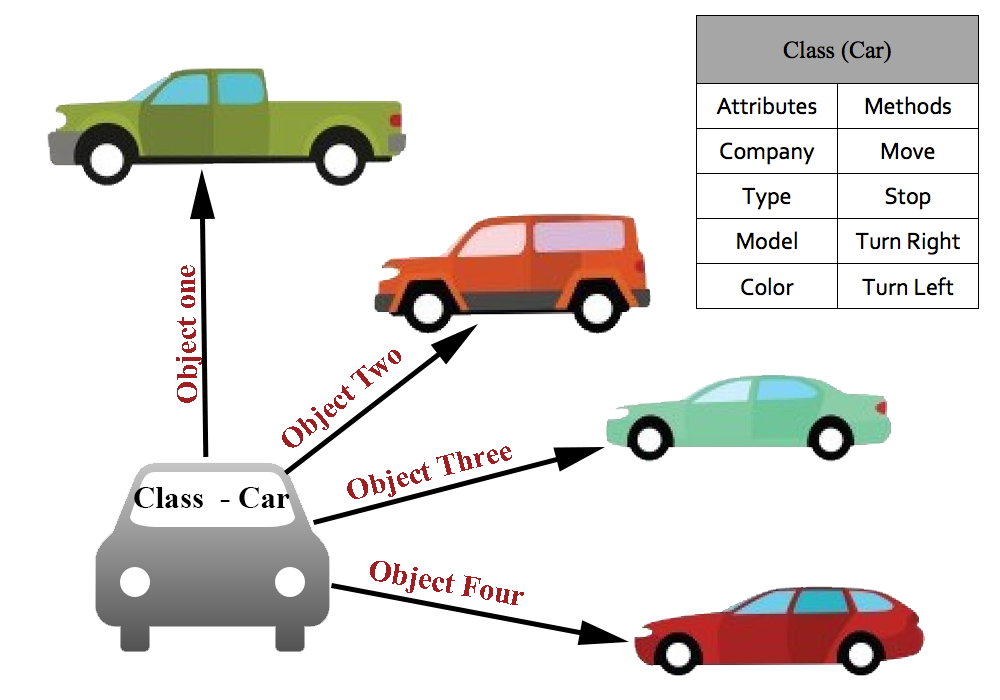 Class (Car)
Attributes Methods
Company Move
Type Stop
Model Turn Right
Color Turn Left
Object one
Object Two
Object Three
Class - Car
Object Four